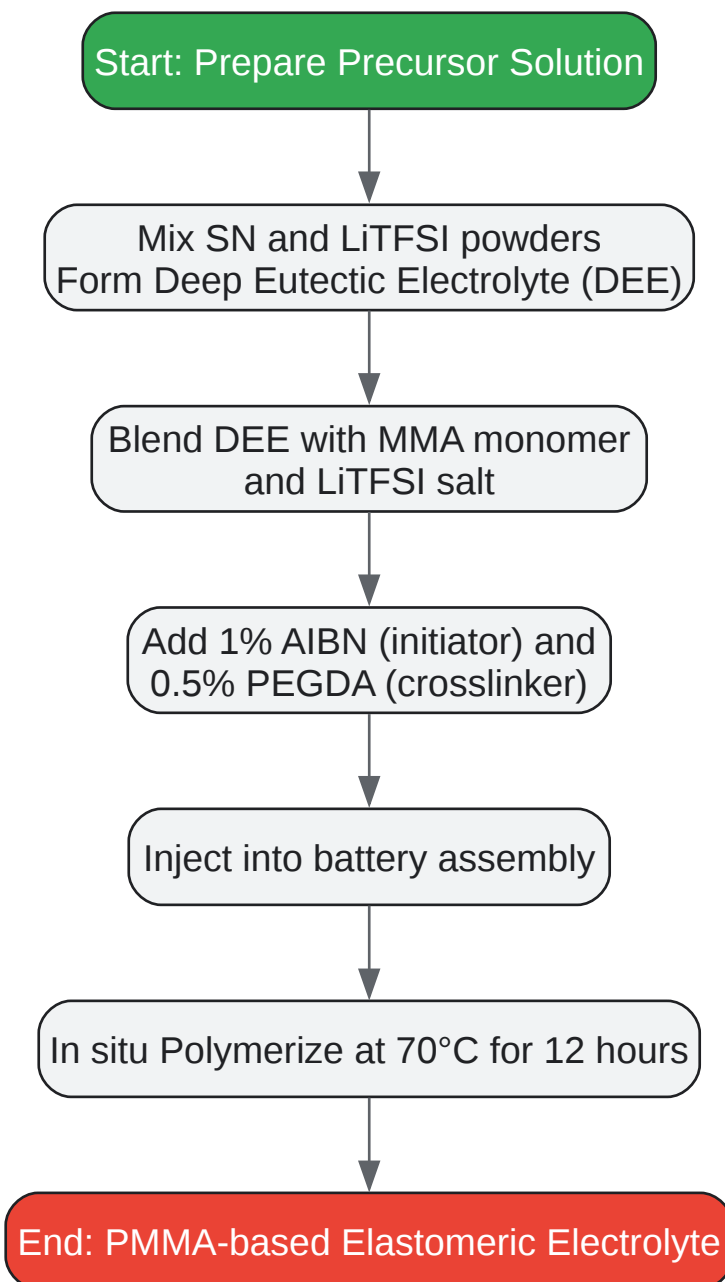 Start: Prepare Precursor Solution
Mix SN and LiTFSI powders
Form Deep Eutectic Electrolyte (DEE)
Blend DEE with MMA monomer
and LiTFSI salt
Add 1% AIBN (initiator) and
0.5% PEGDA (crosslinker)
Inject into battery assembly
In situ Polymerize at 70°C for 12 hours
End: PMMA-based Elastomeric Electrolyte